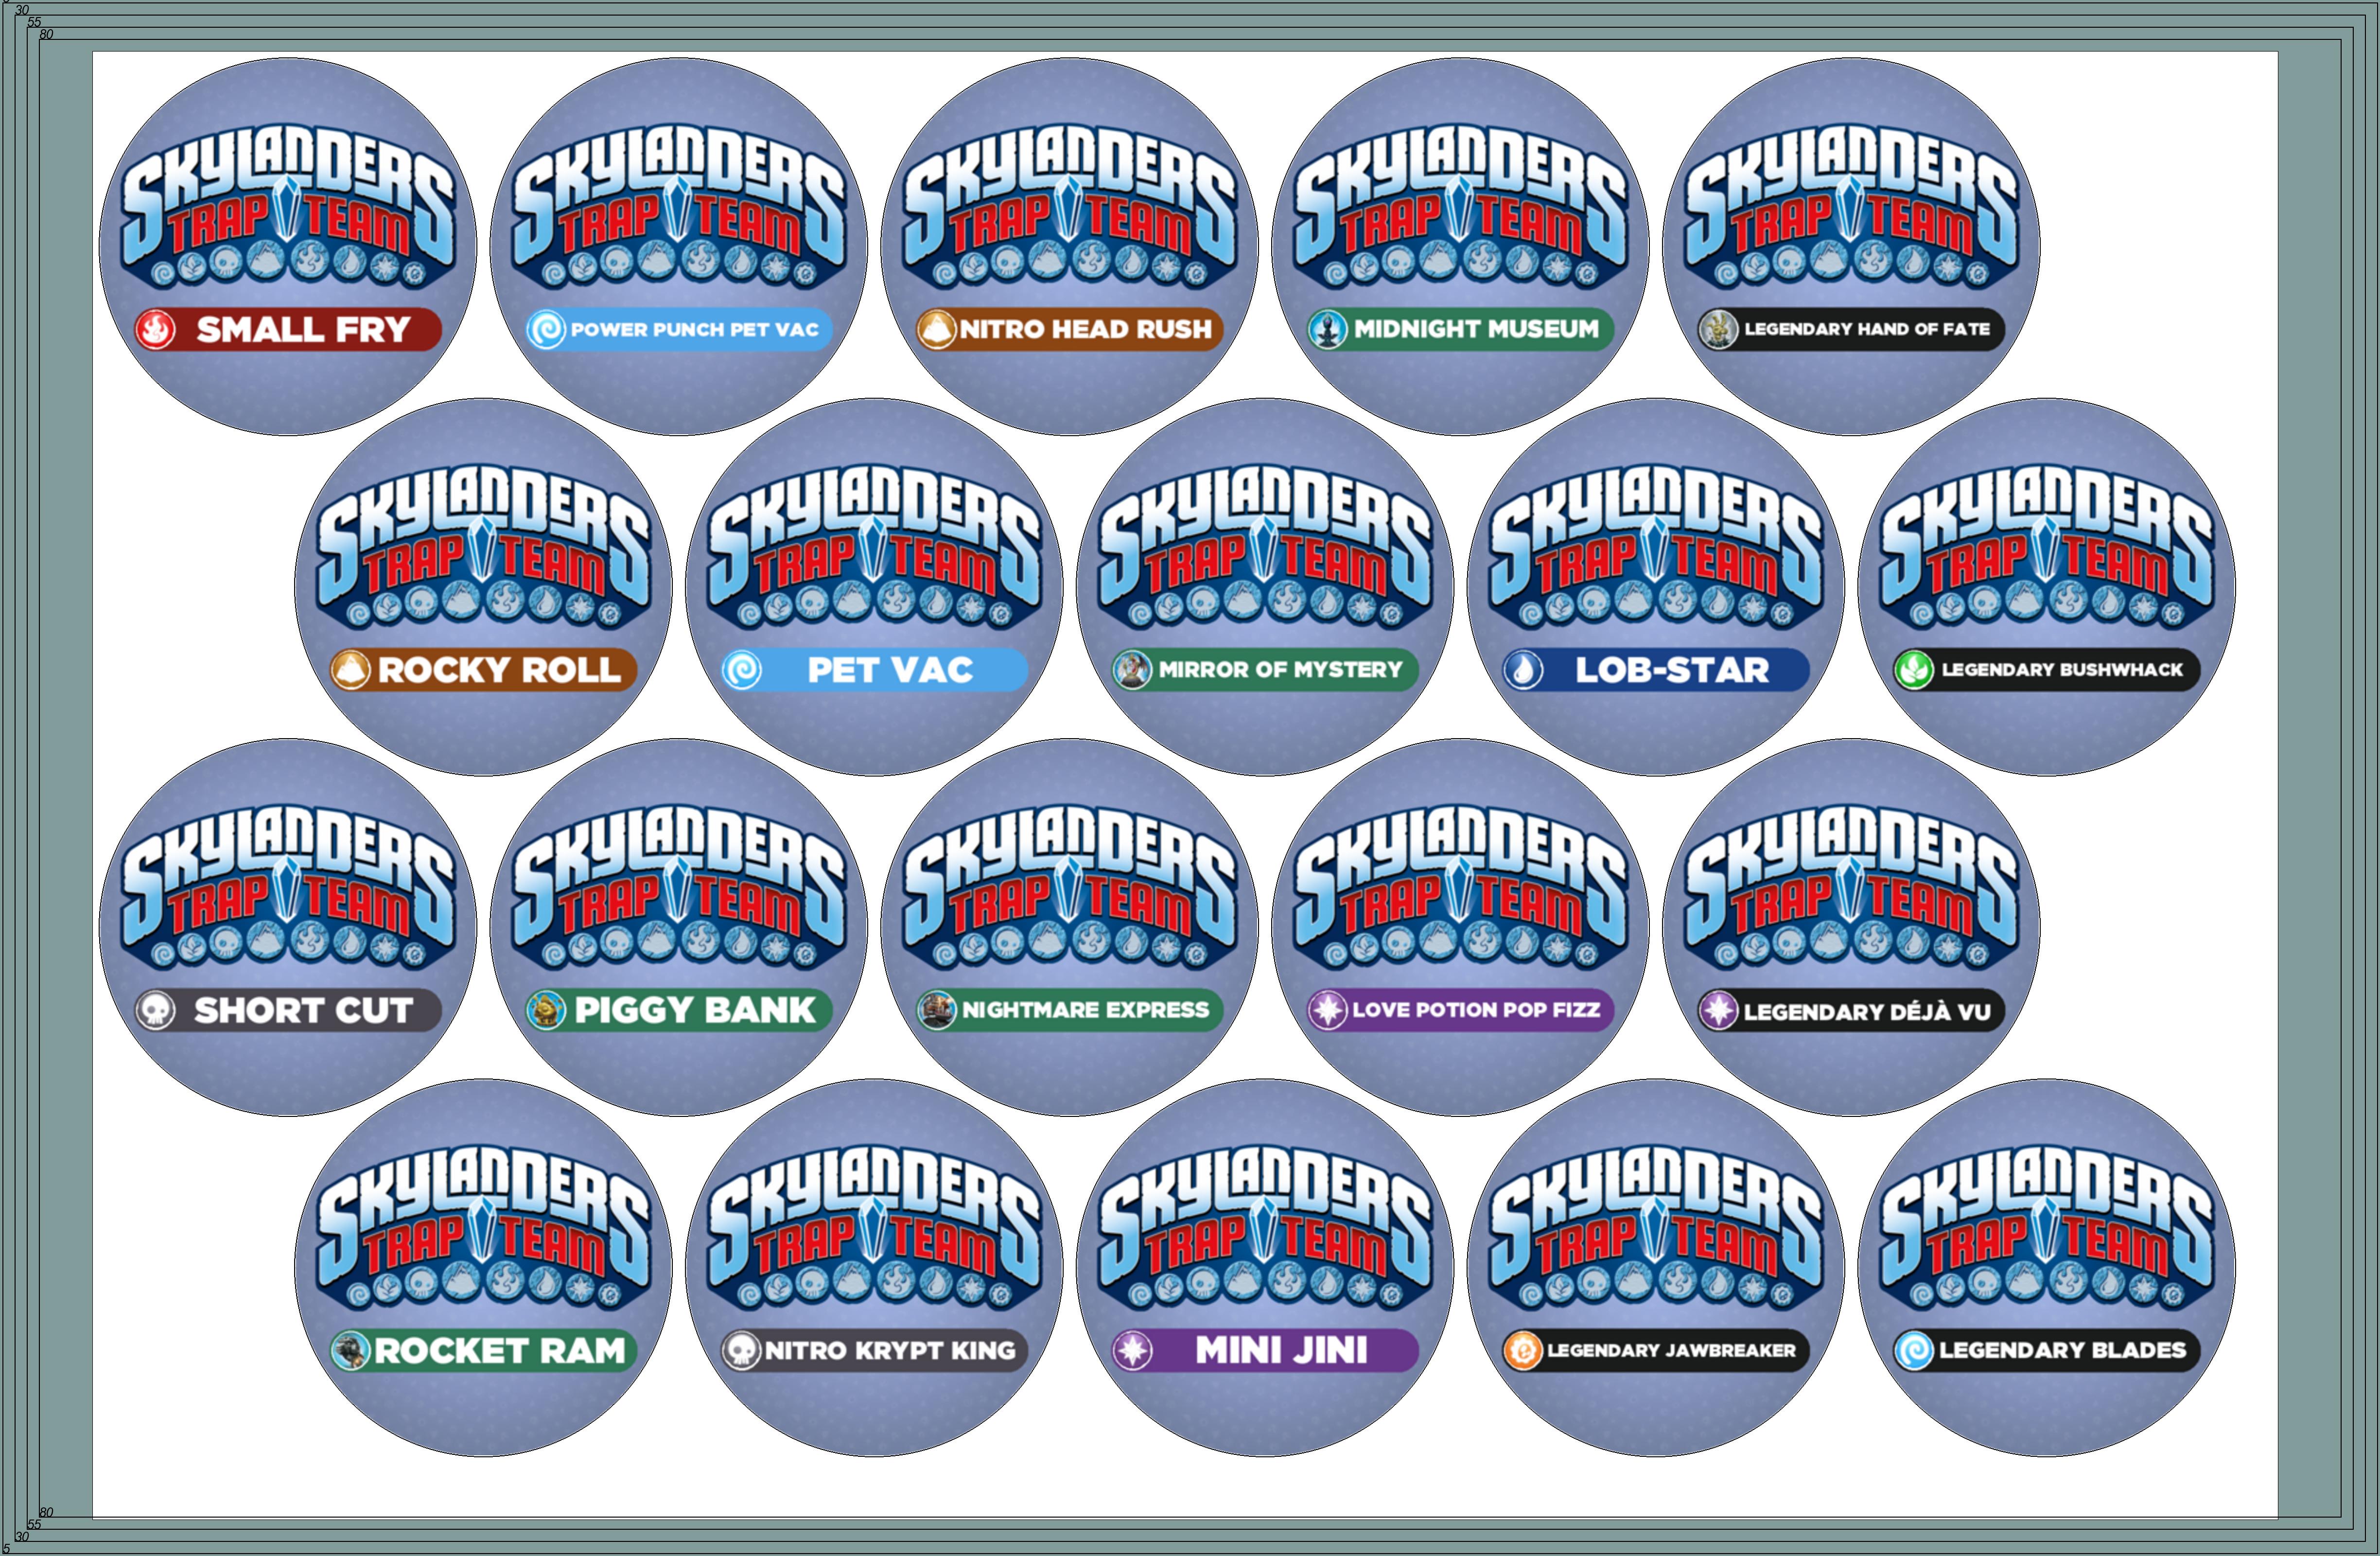 30
55
80
SKYLANDERS
TRAP TEAM
SMALL FRY
SKYLANDERS
TRAP TEAM
POWER PUNCH PET VAC
SKYLANDERS
TRAP TEAM
NITRO HEAD RUSH
SKYLANDERS
TRAP TEAM
MIDNIGHT MUSEUM
SKYLANDERS
TRAP TEAM
LEGENDARY HAND OF FATE
SKYLANDERS
TRAP TEAM
ROCKY ROLL
SKYLANDERS
TRAP TEAM
PET VAC
SKYLANDERS
TRAP TEAM
MIRROR OF MYSTERY
SKYLANDERS
TRAP TEAM
LOB-STAR
SKYLANDERS
TRAP TEAM
LEGENDARY BUSHWHACK
SKYLANDERS
TRAP TEAM
SHORT CUT
SKYLANDERS
TRAP TEAM
PIGGY BANK
SKYLANDERS
TRAP TEAM
NIGHTMARE EXPRESS
SKYLANDERS
TRAP TEAM
LOVE POTION POP FIZZ
SKYLANDERS
TRAP TEAM
LEGENDARY DÉJÀ VU
SKYLANDERS
TRAP TEAM
ROCKET RAM
SKYLANDERS
TRAP TEAM
NITRO KRYPT KING
SKYLANDERS
TRAP TEAM
MINI JINI
SKYLANDERS
TRAP TEAM
LEGENDARY JAWBREAKER
SKYLANDERS
TRAP TEAM
LEGENDARY BLADES
80
55
30
5